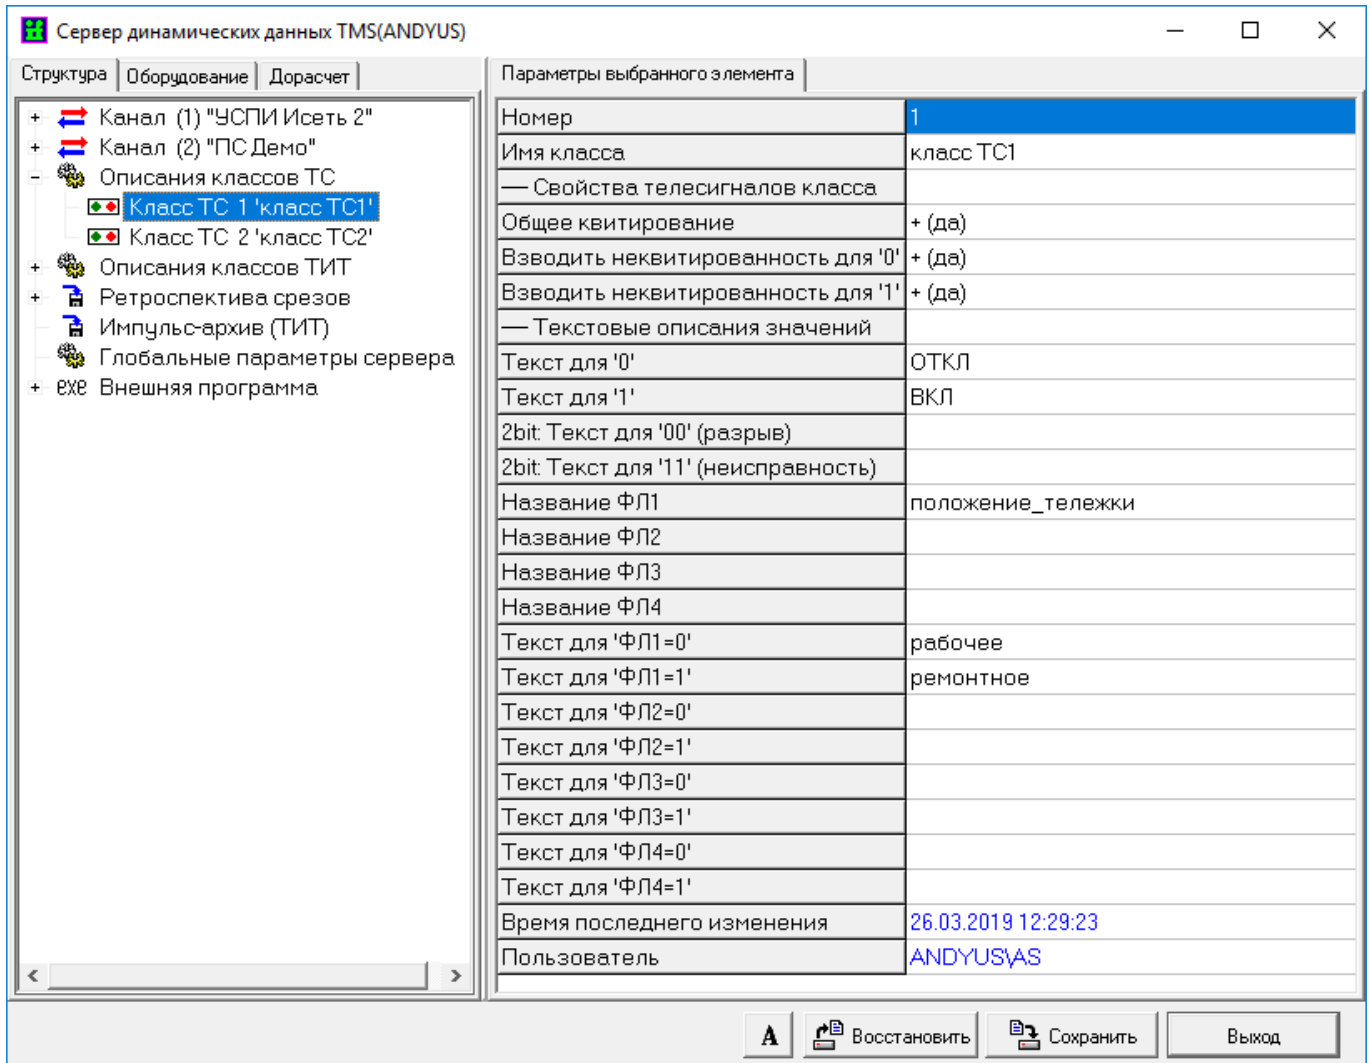 Сервер динамических данных TMS(ANDYUS)
Структура Оборудование Дорасчет
Канал (1) "УСПИ Исеть 2"
Канал (2) "ПС Демо"
Описания классов ТС
Класс ТС 1 'класс ТС1'
Класс ТС 2 'класс ТС2'
Описания классов ТИТ
Ретроспектива срезов
Импульс-архив (ТИТ)
Глобальные параметры сервера
exe Внешняя программа
Параметры выбранного элемента
Номер 1
Имя класса класс ТС1
── Свойства телесигналов класса
Общее квитирование + (да)
Взводить неквитированность для '0' + (да)
Взводить неквитированность для '1' + (да)
── Текстовые описания значений
Текст для '0' ОТКЛ
Текст для '1' ВКЛ
2bit: Текст для '00' (разрыв)
2bit: Текст для '11' (неисправность)
Название ФЛ1 положение_тележки
Название ФЛ2
Название ФЛ3
Название ФЛ4
Текст для 'ФЛ1=0' рабочее
Текст для 'ФЛ1=1' ремонтное
Текст для 'ФЛ2=0'
Текст для 'ФЛ2=1'
Текст для 'ФЛ3=0'
Текст для 'ФЛ3=1'
Текст для 'ФЛ4=0'
Текст для 'ФЛ4=1'
Время последнего изменения 26.03.2019 12:29:23
Пользователь ANDYUS\AS
A Восстановить Сохранить Выход